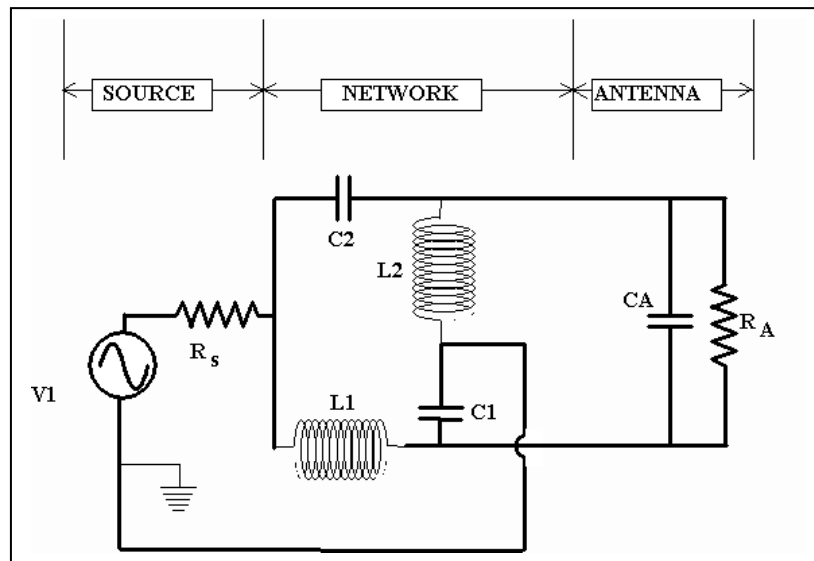 SOURCE NETWORK ANTENNA
C2
L2
CA
RA
Rs
V1
L1
C1